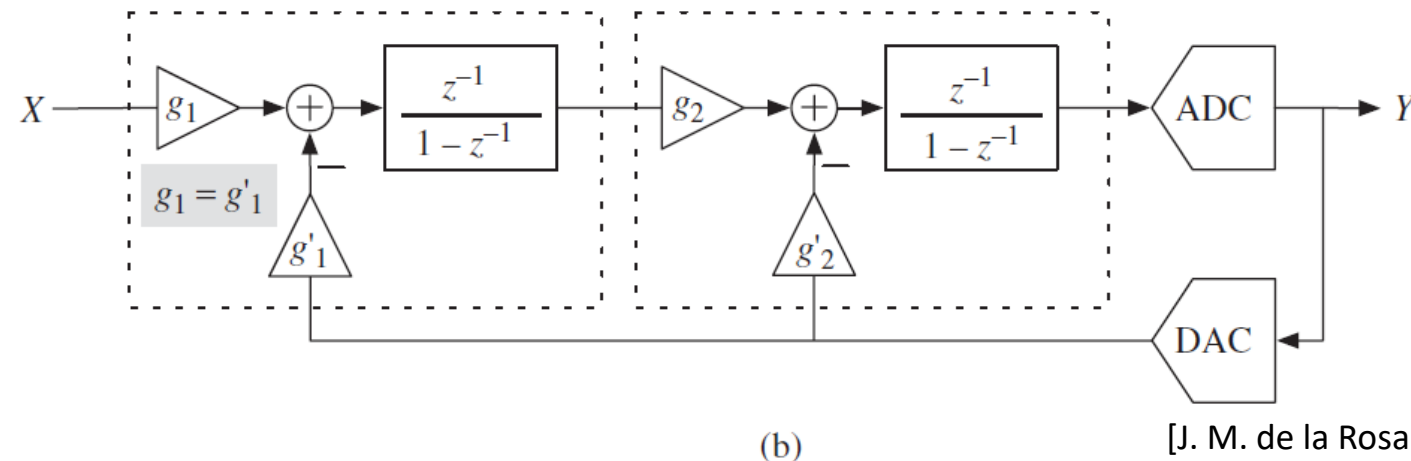 X
g₁
+
z⁻¹
1 − z⁻¹
g₂
+
z⁻¹
1 − z⁻¹
ADC
Y
−
−
g₁ = g'₁
g'₁
g'₂
DAC
(b)
[J. M. de la Rosa